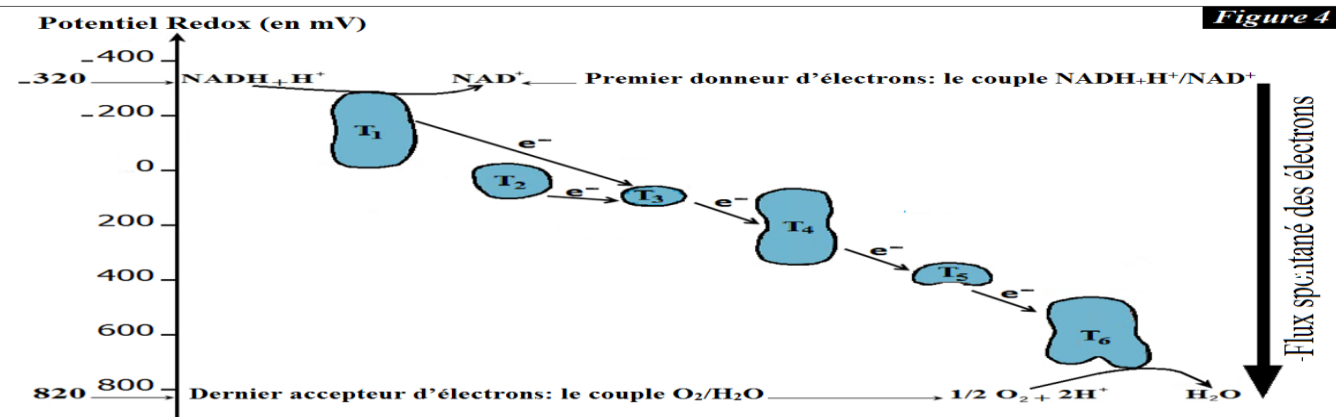 Figure 4
Potentiel Redox (en mV)
-400
-320 NADH+H⁺ NAD⁺ Premier donneur d'électrons: le couple NADH+H⁺/NAD⁺
-200
T₁
e⁻
0
T₂ e⁻ T₃ e⁻
200
T₄
e⁻
400
T₅
e⁻
600
T₆
800
820 Dernier accepteur d'électrons: le couple O₂/H₂O 1/2 O₂ + 2H⁺ H₂O
-Flux spontané des électrons